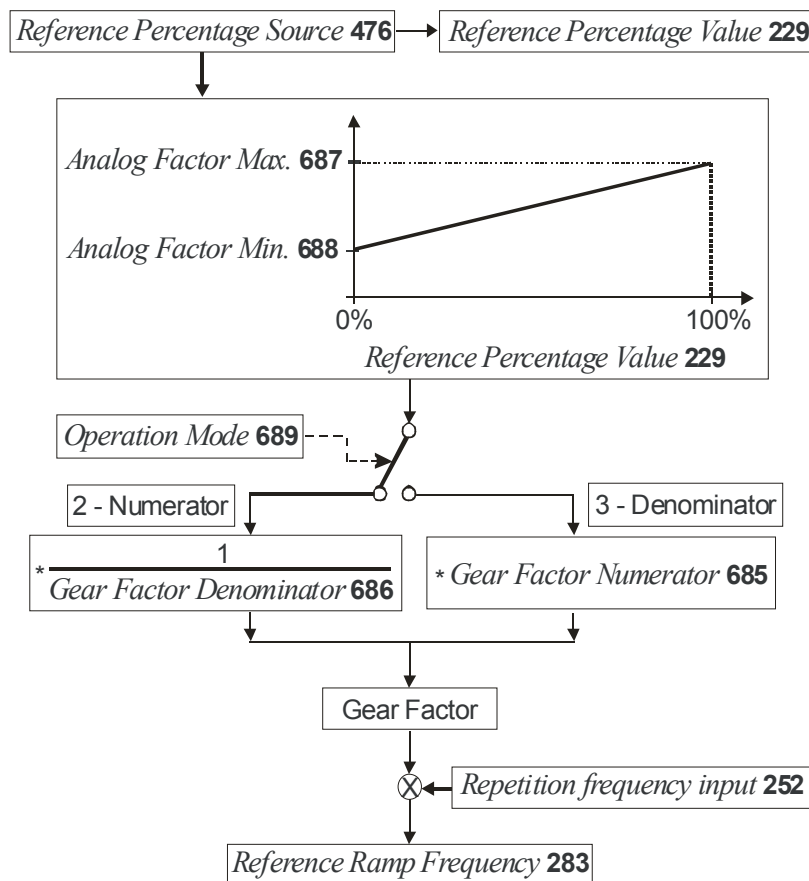 Reference Percentage Source 476
Reference Percentage Value 229
Analog Factor Max. 687
Analog Factor Min. 688
0%
100%
Reference Percentage Value 229
Operation Mode 689
2 - Numerator
3 - Denominator
1
* Gear Factor Denominator 686
* Gear Factor Numerator 685
Gear Factor
X
Repetition frequency input 252
Reference Ramp Frequency 283